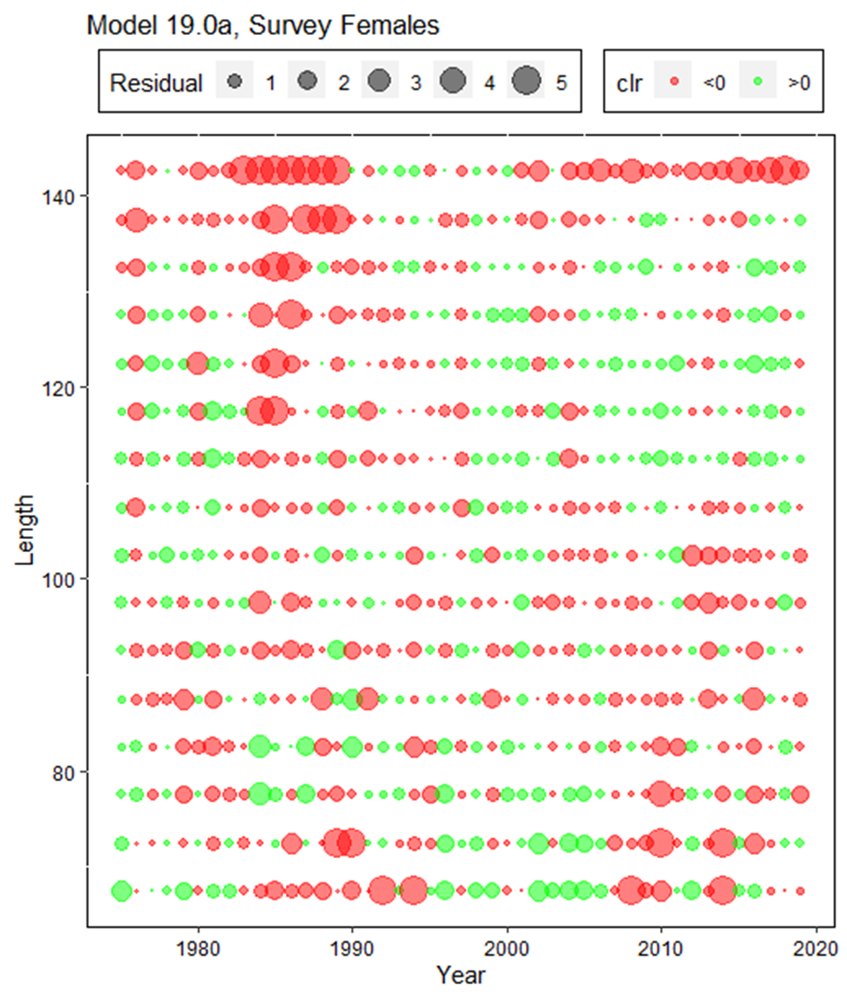 Model 19.0a, Survey Females
Residual 1 2 3 4 5 clr <0 >0
140
120
100
80
Length
1980 1990 2000 2010 2020
Year